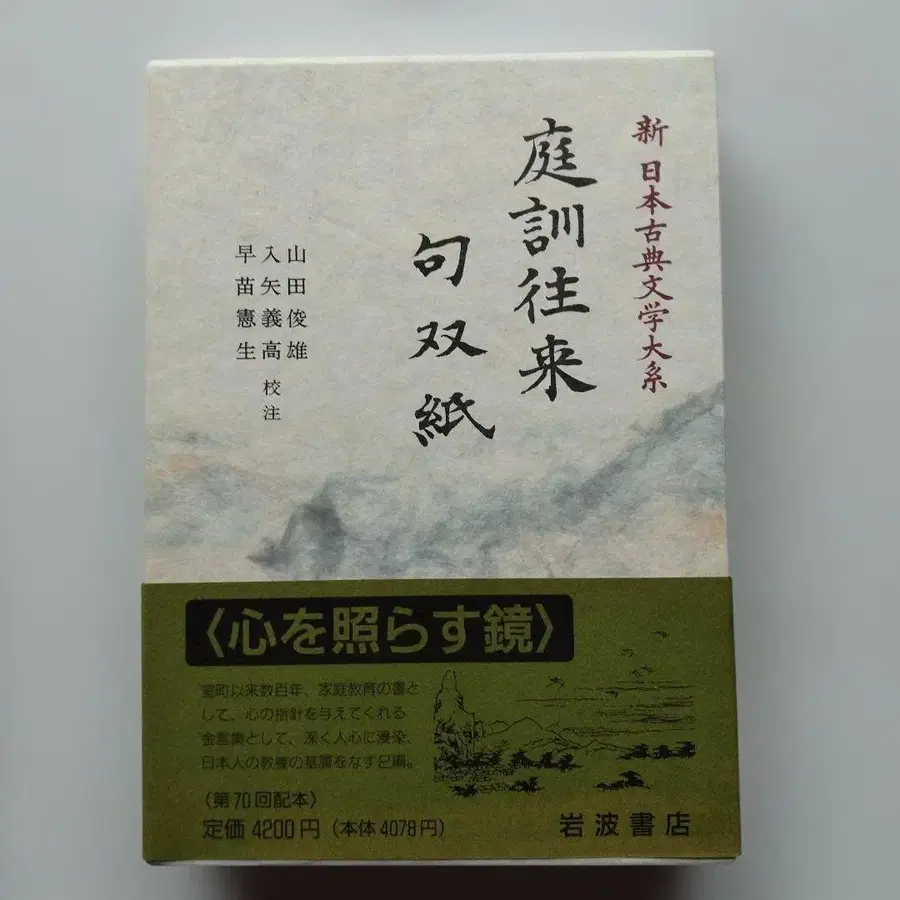 新 日本古典文学大系
庭訓往来
句双紙
山田俊雄
入矢義高 校注
早苗憲生
〈心を照らす鏡〉
室町以来数百年、家庭教育の書と
して、心の指針を与えてくれる
金言集として、深く人心に浸染、
日本人の教養の基層をなす2編。
〈第70回配本〉
定価4200円（本体4078円）
岩波書店